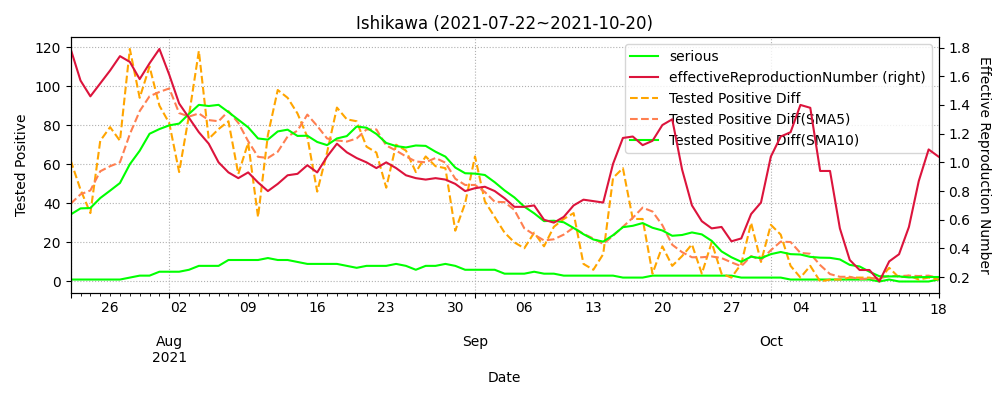 Ishikawa (2021-07-22~2021-10-20)
serious
effectiveReproductionNumber (right)
Tested Positive Diff
Tested Positive Diff(SMA5)
Tested Positive Diff(SMA10)
Tested Positive
120
100
80
60
40
20
0
Effective Reproduction Number
1.8
1.6
1.4
1.2
1.0
0.8
0.6
0.4
0.2
26 02 09 16 23 30 06 13 20 27 04 11 18
Aug Sep Oct
2021
Date